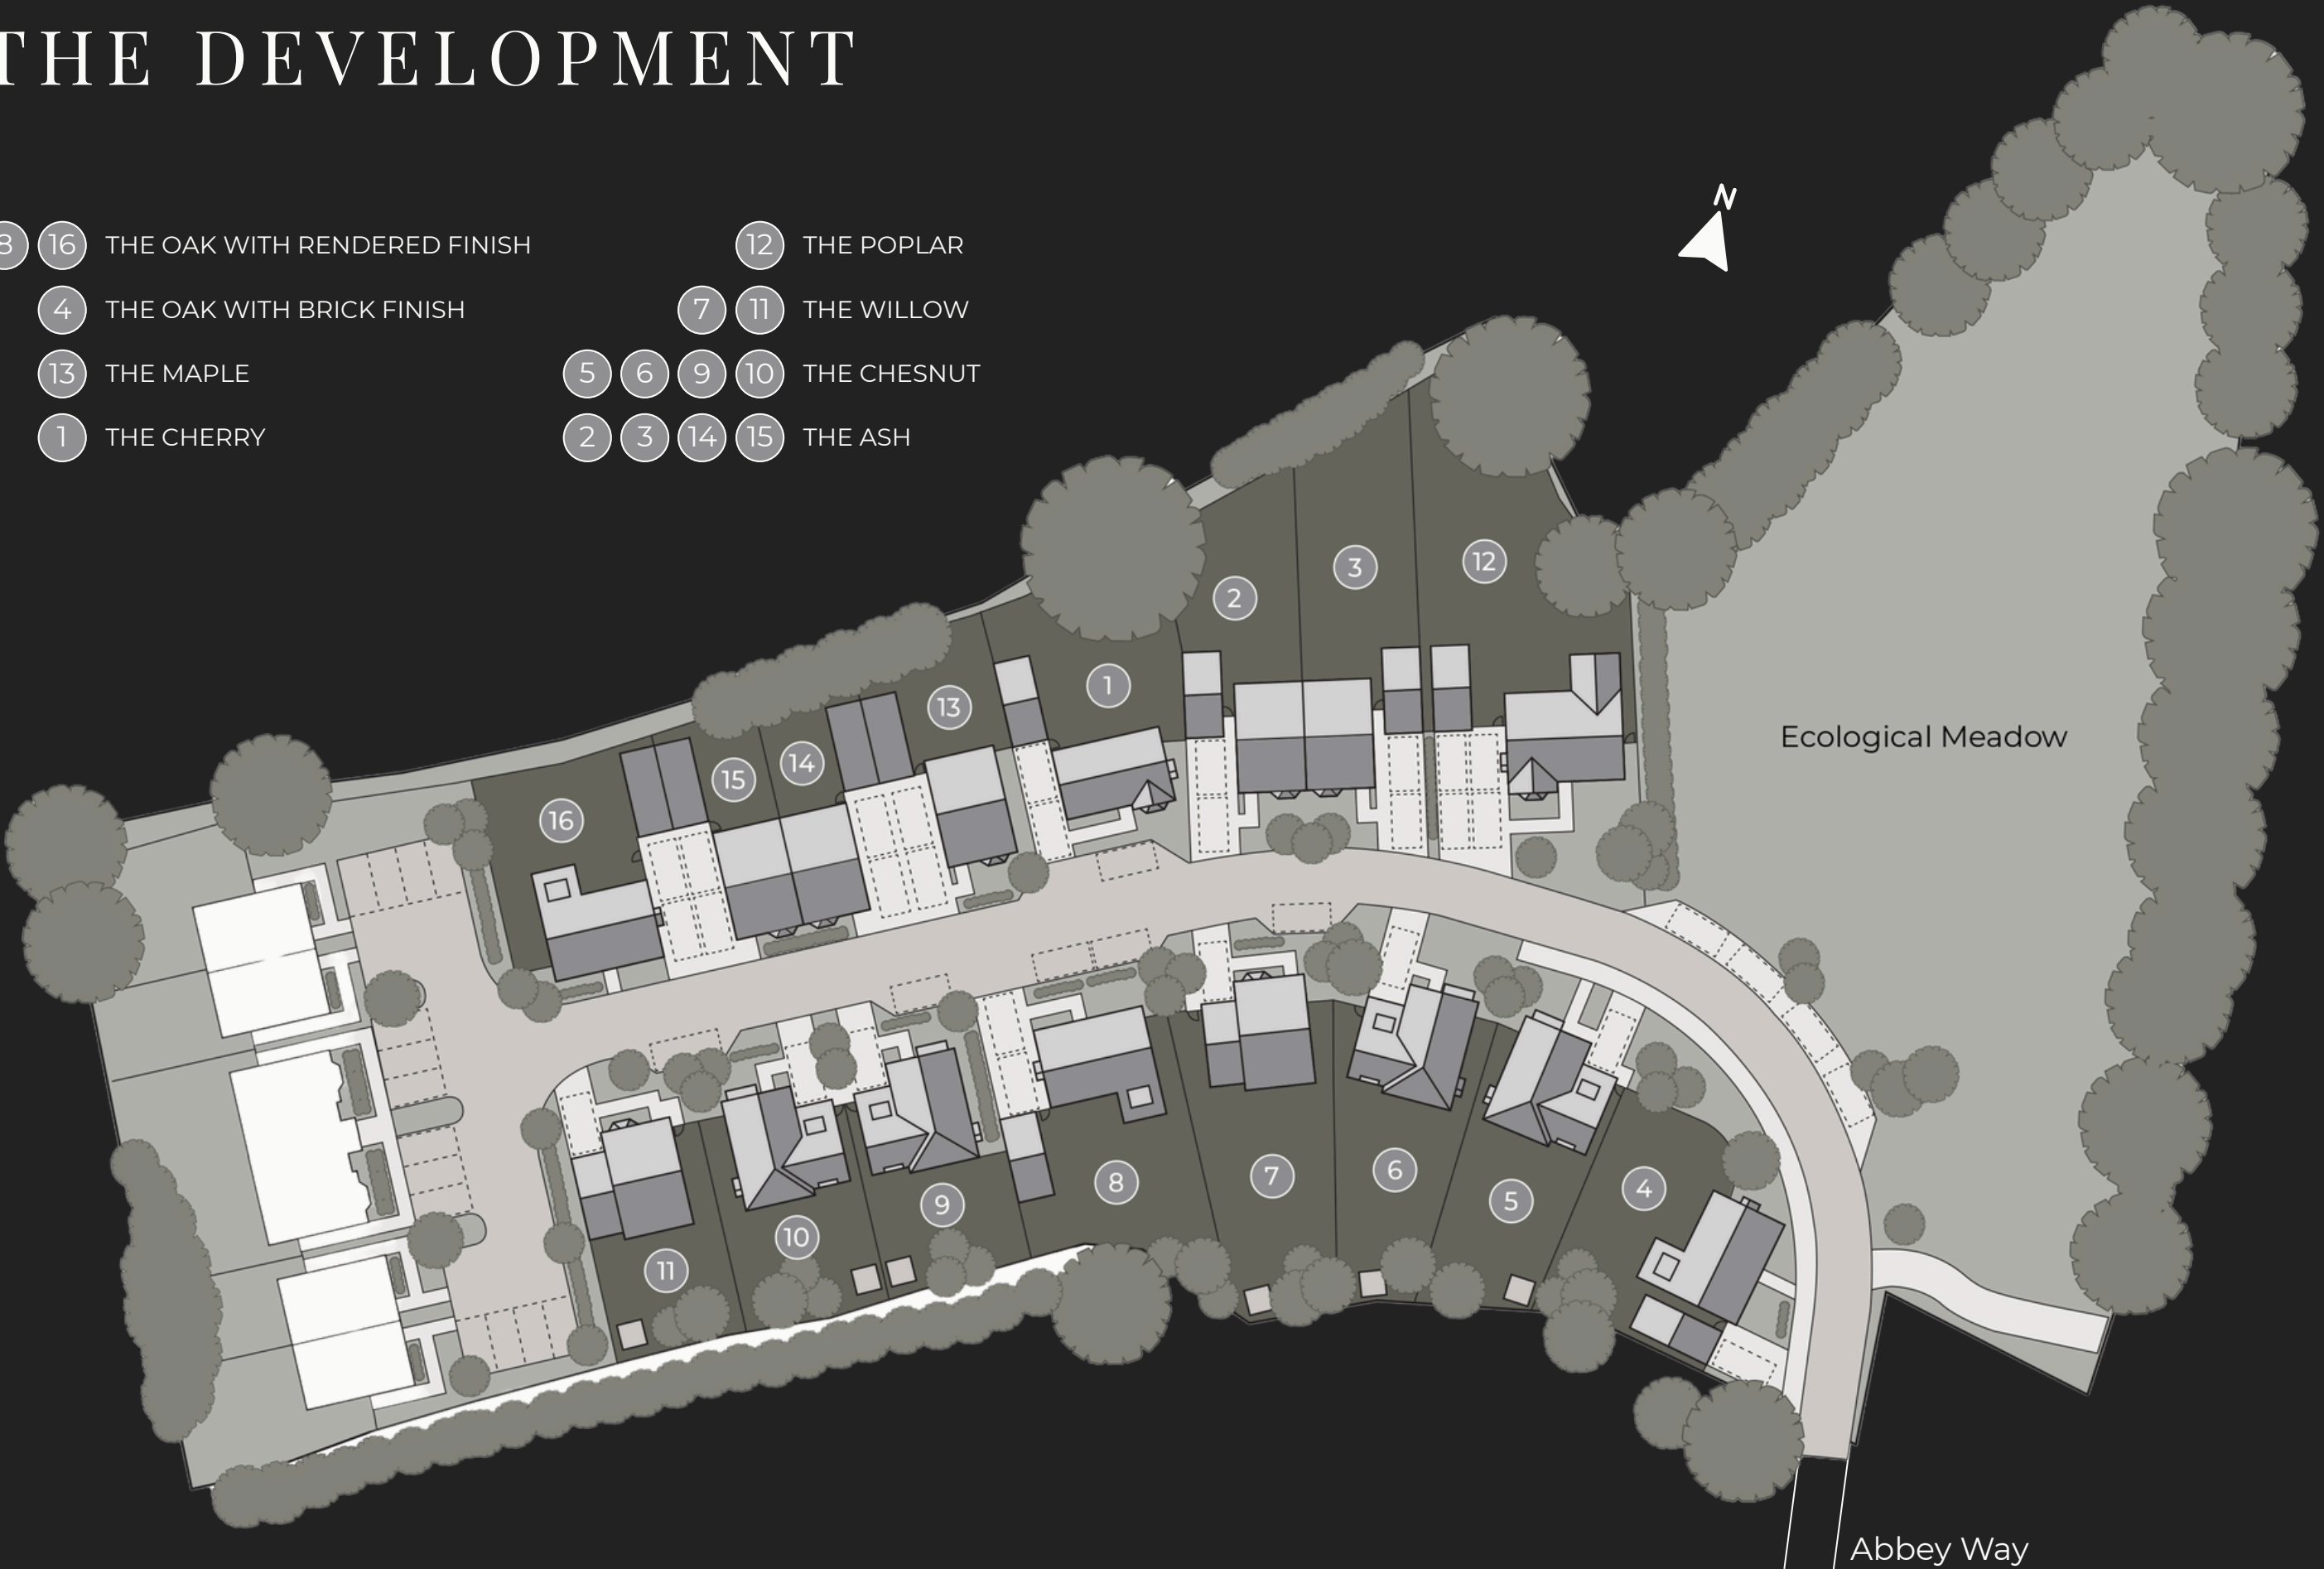 THE DEVELOPMENT
N
8 16 THE OAK WITH RENDERED FINISH
4 THE OAK WITH BRICK FINISH
13 THE MAPLE
1 THE CHERRY
12 THE POPLAR
7 11 THE WILLOW
5 6 9 10 THE CHESNUT
2 3 14 15 THE ASH
12
3
2
1
13
14
15
16
Ecological Meadow
4
5
6
7
8
9
10
11
Abbey Way